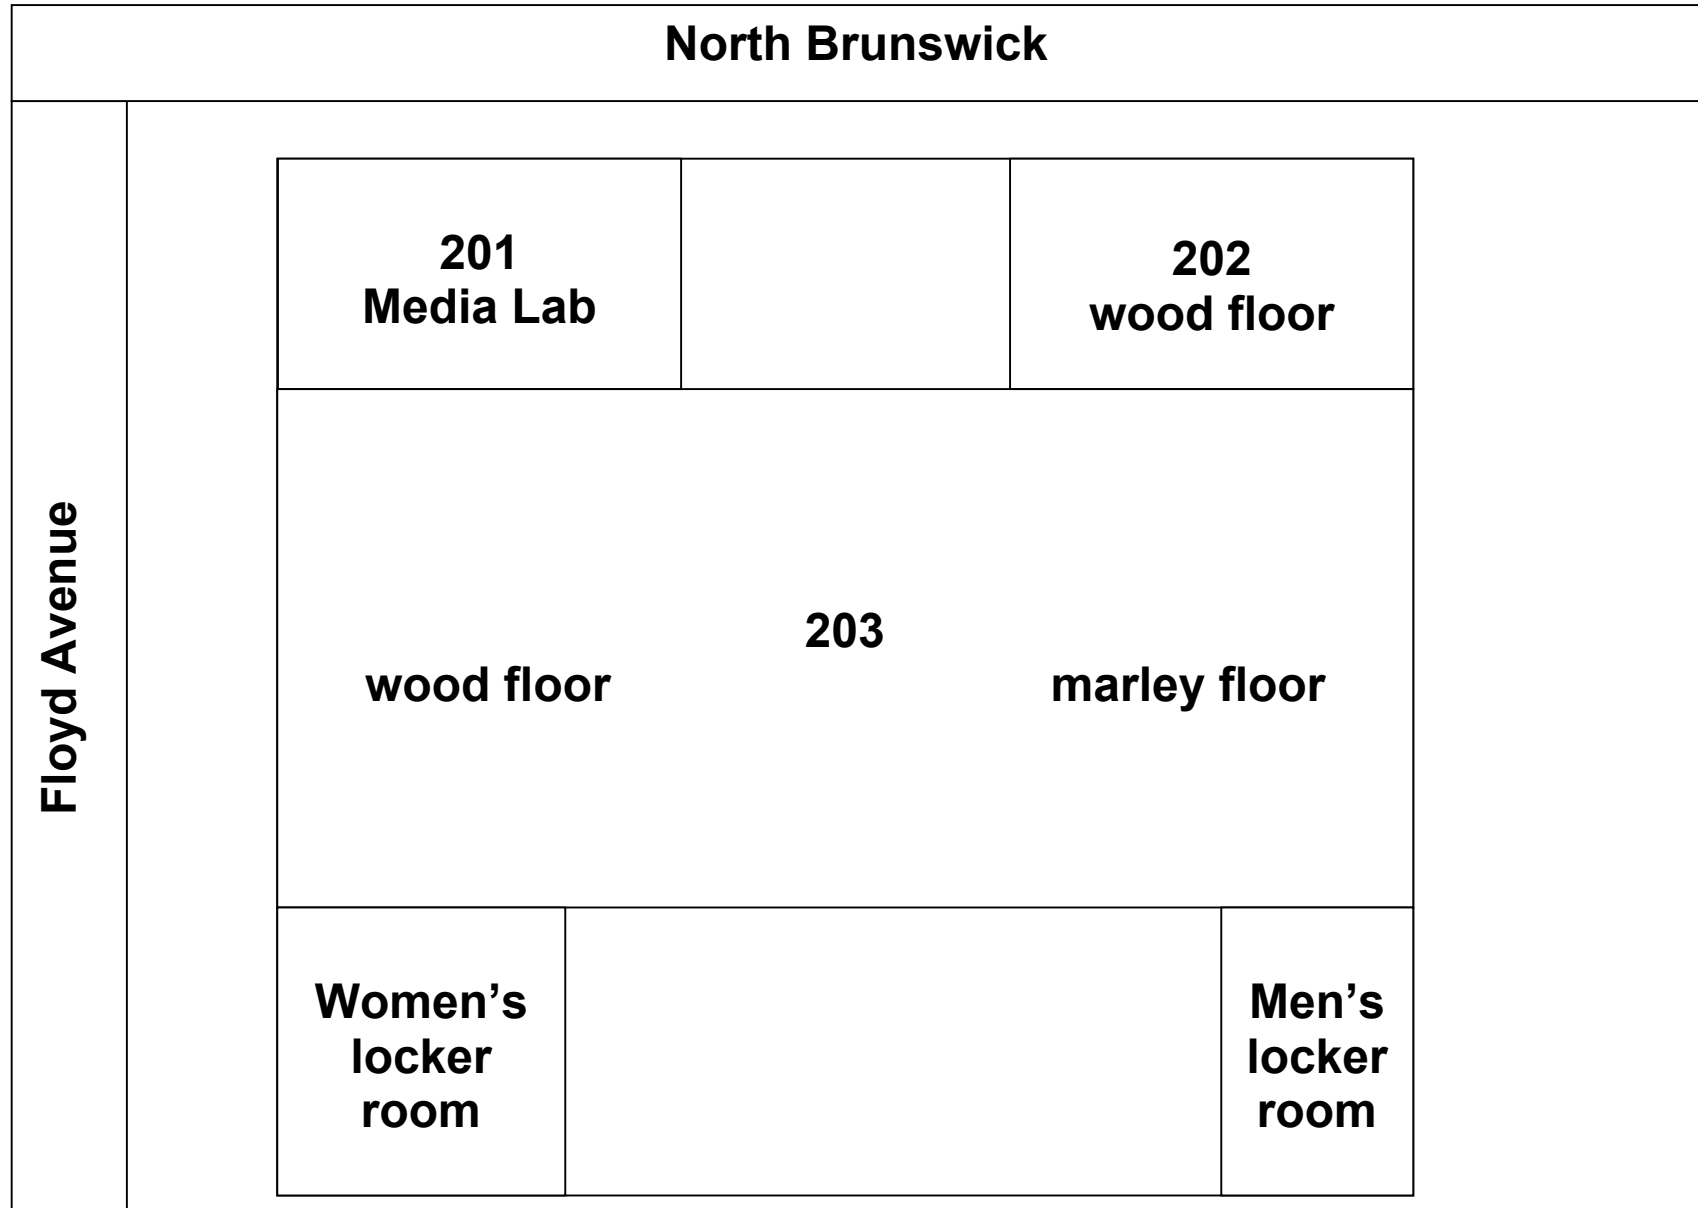 North Brunswick
Floyd Avenue
201
Media Lab
202
wood floor
203
wood floor
marley floor
Women’s
locker
room
Men’s
locker
room